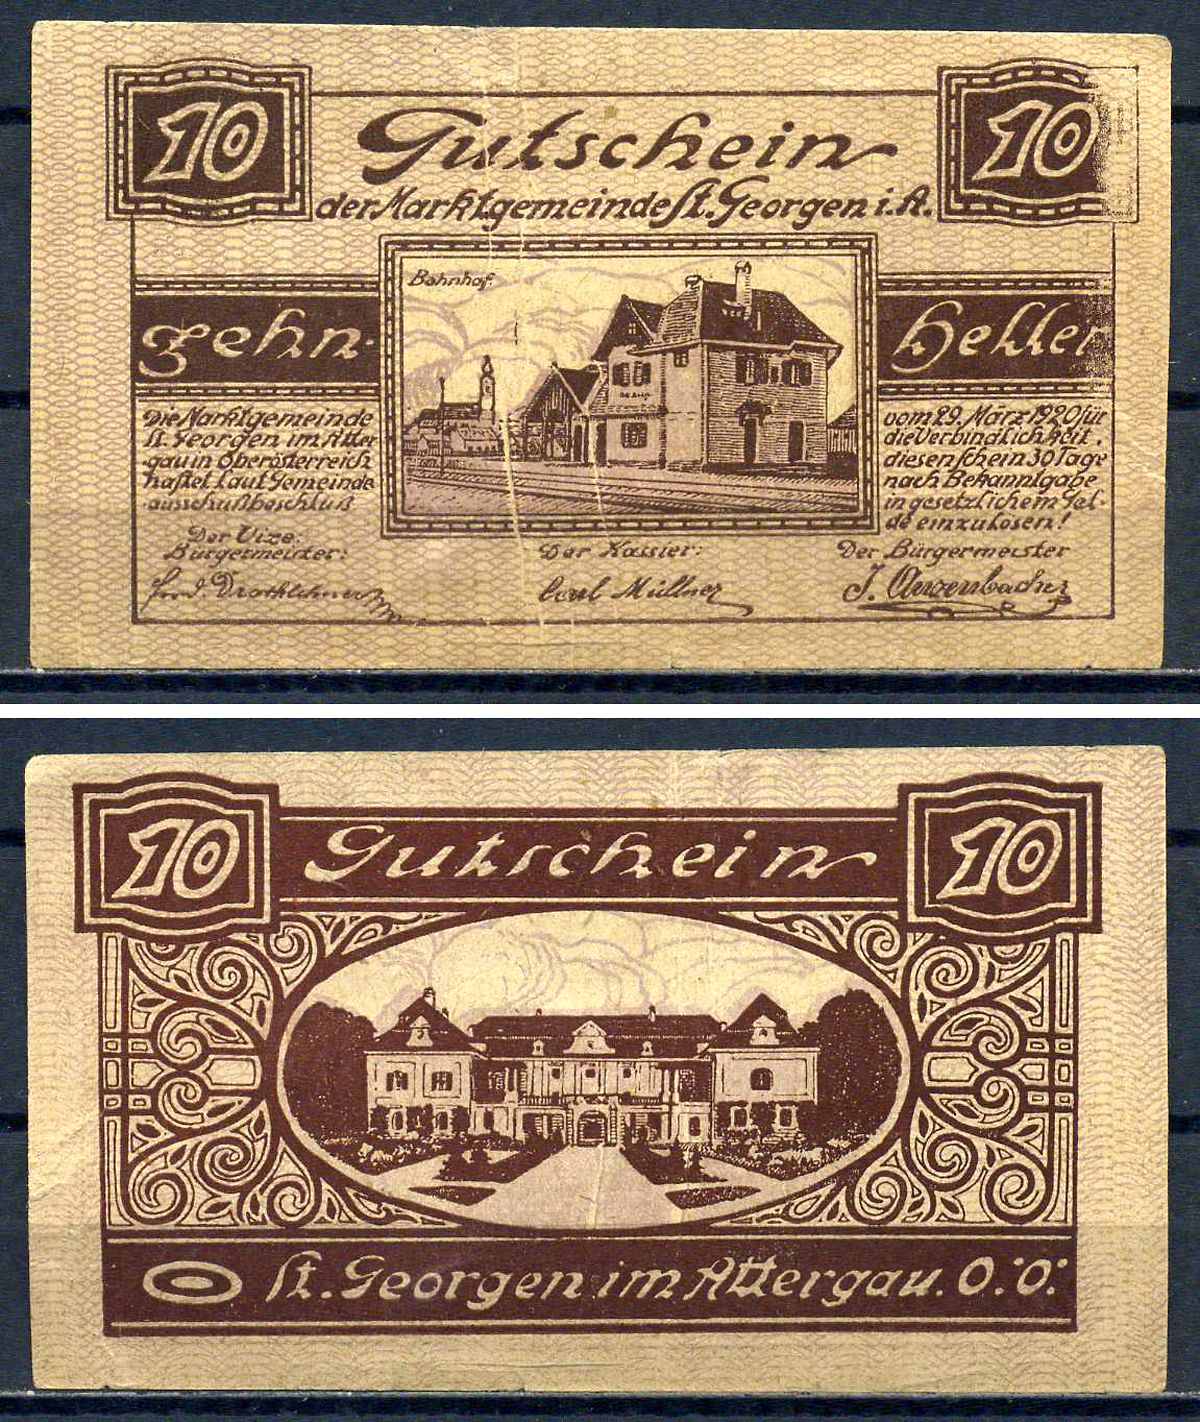 10 Gutschein 10
der Marktgemeinde St. Georgen i. A.
Bahnhof.
Zehn Heller
Die Marktgemeinde
St. Georgen im Atter
gau in Oberösterreich
haftet laut Gemeinde
ausschußbeschluß
vom 29. März 1920 für
die Verbindlichkeit,
diesen Schein 30 Tage
nach Bekanntgabe
in gesetzlichem Gel-
de einzulösen!
Der Vize-
Bürgermeister:
Der Kassier:
Der Bürgermeister
Carl Müllner
10 Gutschein 10
St. Georgen im Attergau. O:Ö: